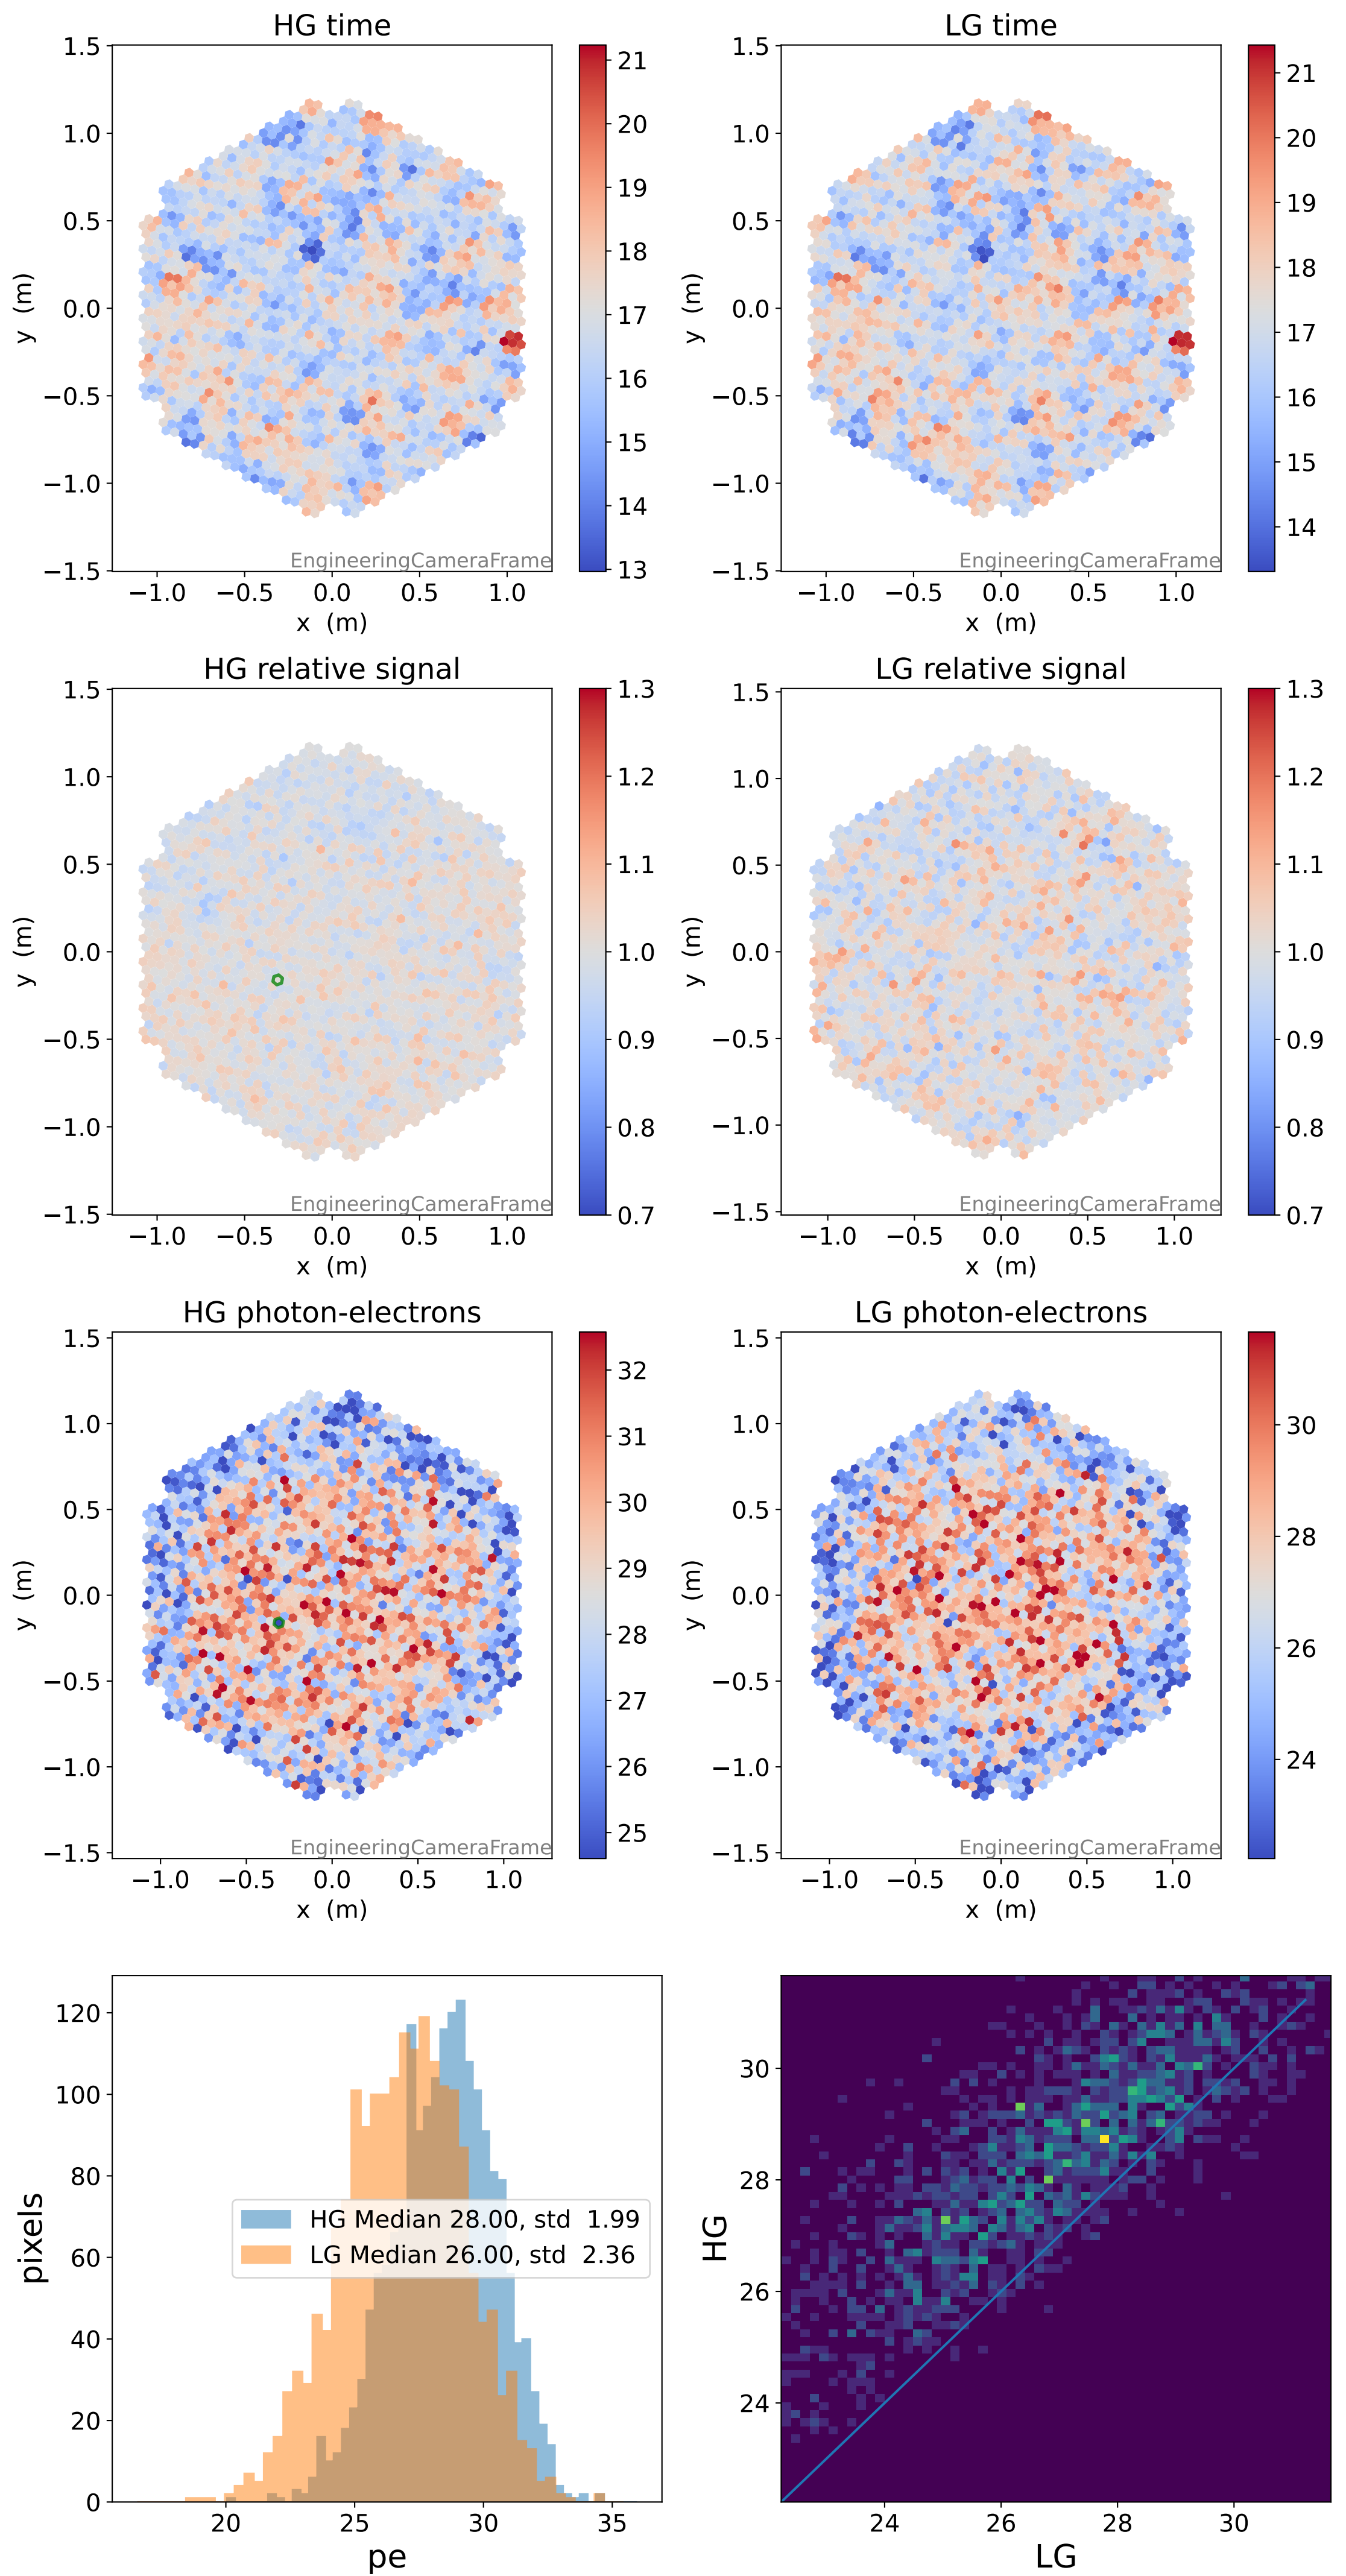 HG time
LG time
1.5
1.0
0.5
0.0
−0.5
−1.0
−1.5
y (m)
−1.0 −0.5 0.0 0.5 1.0
x (m)
EngineeringCameraFrame
21
20
19
18
17
16
15
14
13
1.5
1.0
0.5
0.0
−0.5
−1.0
−1.5
y (m)
−1.0 −0.5 0.0 0.5 1.0
x (m)
EngineeringCameraFrame
21
20
19
18
17
16
15
14
HG relative signal
LG relative signal
1.5
1.0
0.5
0.0
−0.5
−1.0
−1.5
y (m)
−1.0 −0.5 0.0 0.5 1.0
x (m)
EngineeringCameraFrame
1.3
1.2
1.1
1.0
0.9
0.8
0.7
1.5
1.0
0.5
0.0
−0.5
−1.0
−1.5
y (m)
−1.0 −0.5 0.0 0.5 1.0
x (m)
EngineeringCameraFrame
1.3
1.2
1.1
1.0
0.9
0.8
0.7
HG photon-electrons
LG photon-electrons
1.5
1.0
0.5
0.0
−0.5
−1.0
−1.5
y (m)
−1.0 −0.5 0.0 0.5 1.0
x (m)
EngineeringCameraFrame
32
31
30
29
28
27
26
25
1.5
1.0
0.5
0.0
−0.5
−1.0
−1.5
y (m)
−1.0 −0.5 0.0 0.5 1.0
x (m)
EngineeringCameraFrame
30
28
26
24
120
100
80
60
40
20
0
pixels
HG Median 28.00, std 1.99
LG Median 26.00, std 2.36
20 25 30 35
pe
30
28
26
24
HG
24 26 28 30
LG